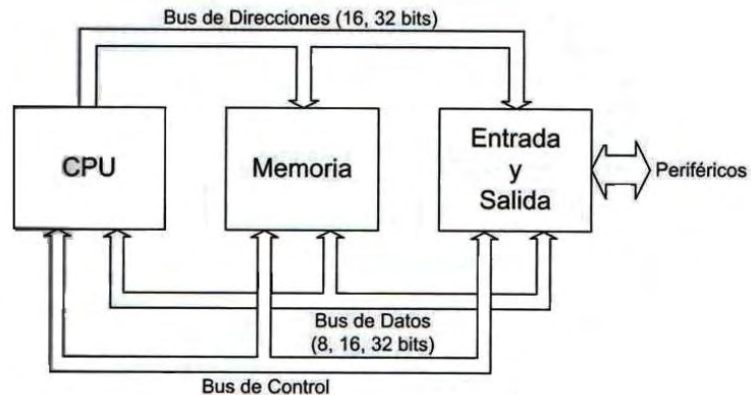 Bus de Direcciones (16, 32 bits)
CPU
Memoria
Entrada
y
Salida
Periféricos
Bus de Datos
(8, 16, 32 bits)
Bus de Control